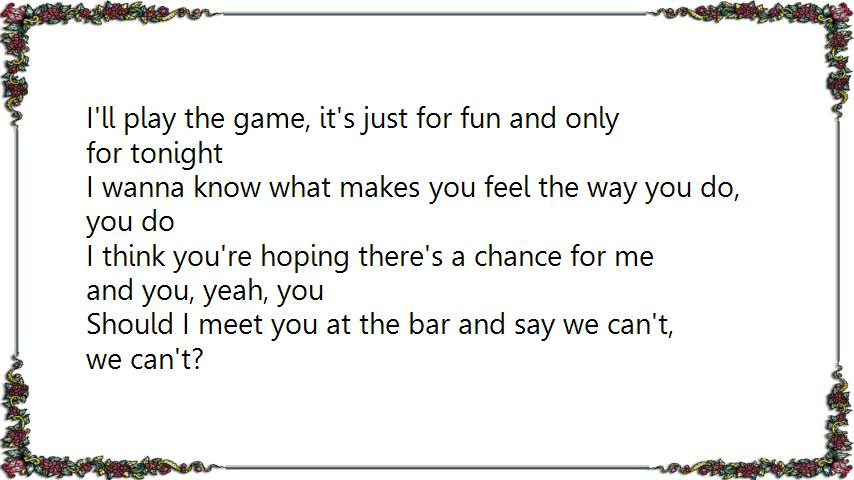 I'll play the game, it's just for fun and only
for tonight
I wanna know what makes you feel the way you do,
you do
I think you're hoping there's a chance for me
and you, yeah, you
Should I meet you at the bar and say we can't,
we can't?